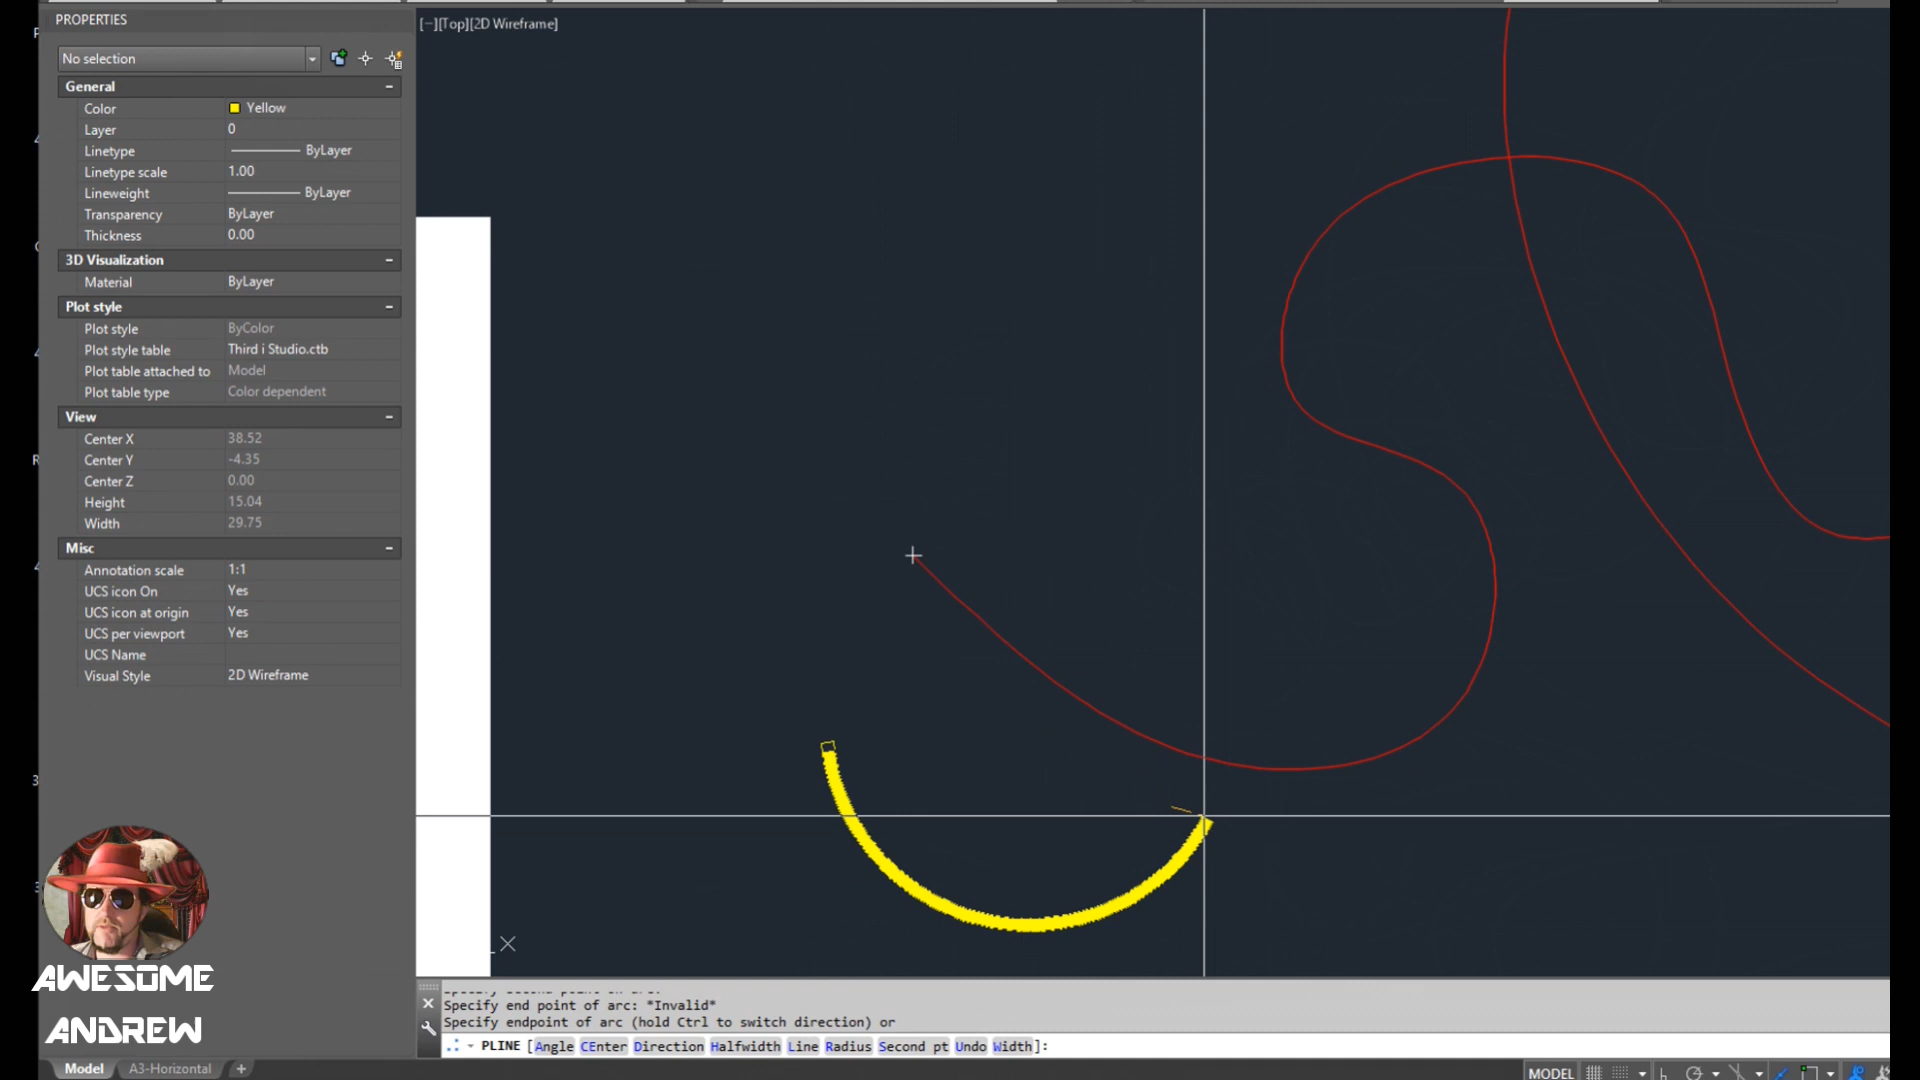 PROPERTIES
[−][Top][2D Wireframe]
No selection
General
Color Yellow
Layer 0
Linetype ByLayer
Linetype scale 1.00
Lineweight ByLayer
Transparency ByLayer
Thickness 0.00
3D Visualization
Material ByLayer
Plot style
Plot style ByColor
Plot style table Third i Studio.ctb
Plot table attached to Model
Plot table type Color dependent
View
Center X 38.52
Center Y -4.35
Center Z 0.00
Height 15.04
Width 29.75
Misc
Annotation scale 1:1
UCS icon On Yes
UCS icon at origin Yes
UCS per viewport Yes
UCS Name
Visual Style 2D Wireframe
AWESOME
ANDREW
Specify end point of arc: *Invalid*
Specify endpoint of arc (hold Ctrl to switch direction) or
PLINE [Angle CEnter Direction Halfwidth Line Radius Second pt Undo Width]:
Model A3-Horizontal +
MODEL